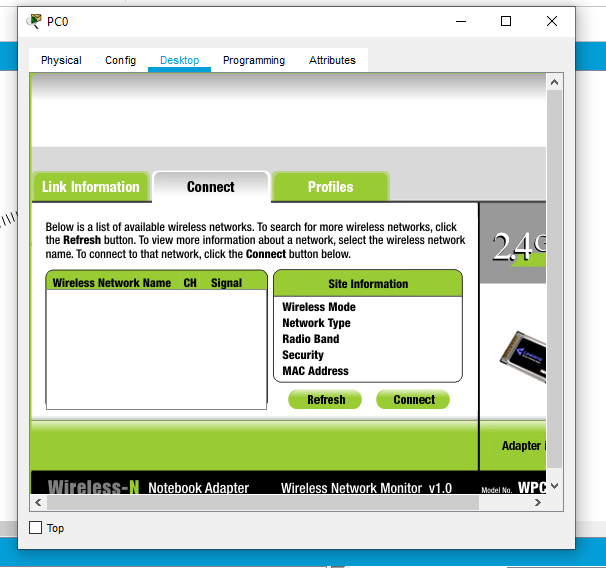 PC0
Physical Config Desktop Programming Attributes
Link Information Connect Profiles
Below is a list of available wireless networks. To search for more wireless networks, click
the Refresh button. To view more information about a network, select the wireless network
name. To connect to that network, click the Connect button below.
2.4G
Wireless Network Name CH Signal
Site Information
Wireless Mode
Network Type
Radio Band
Security
MAC Address
Refresh Connect
Adapter i
Wireless-N Notebook Adapter Wireless Network Monitor v1.0 Model No. WPC
Top